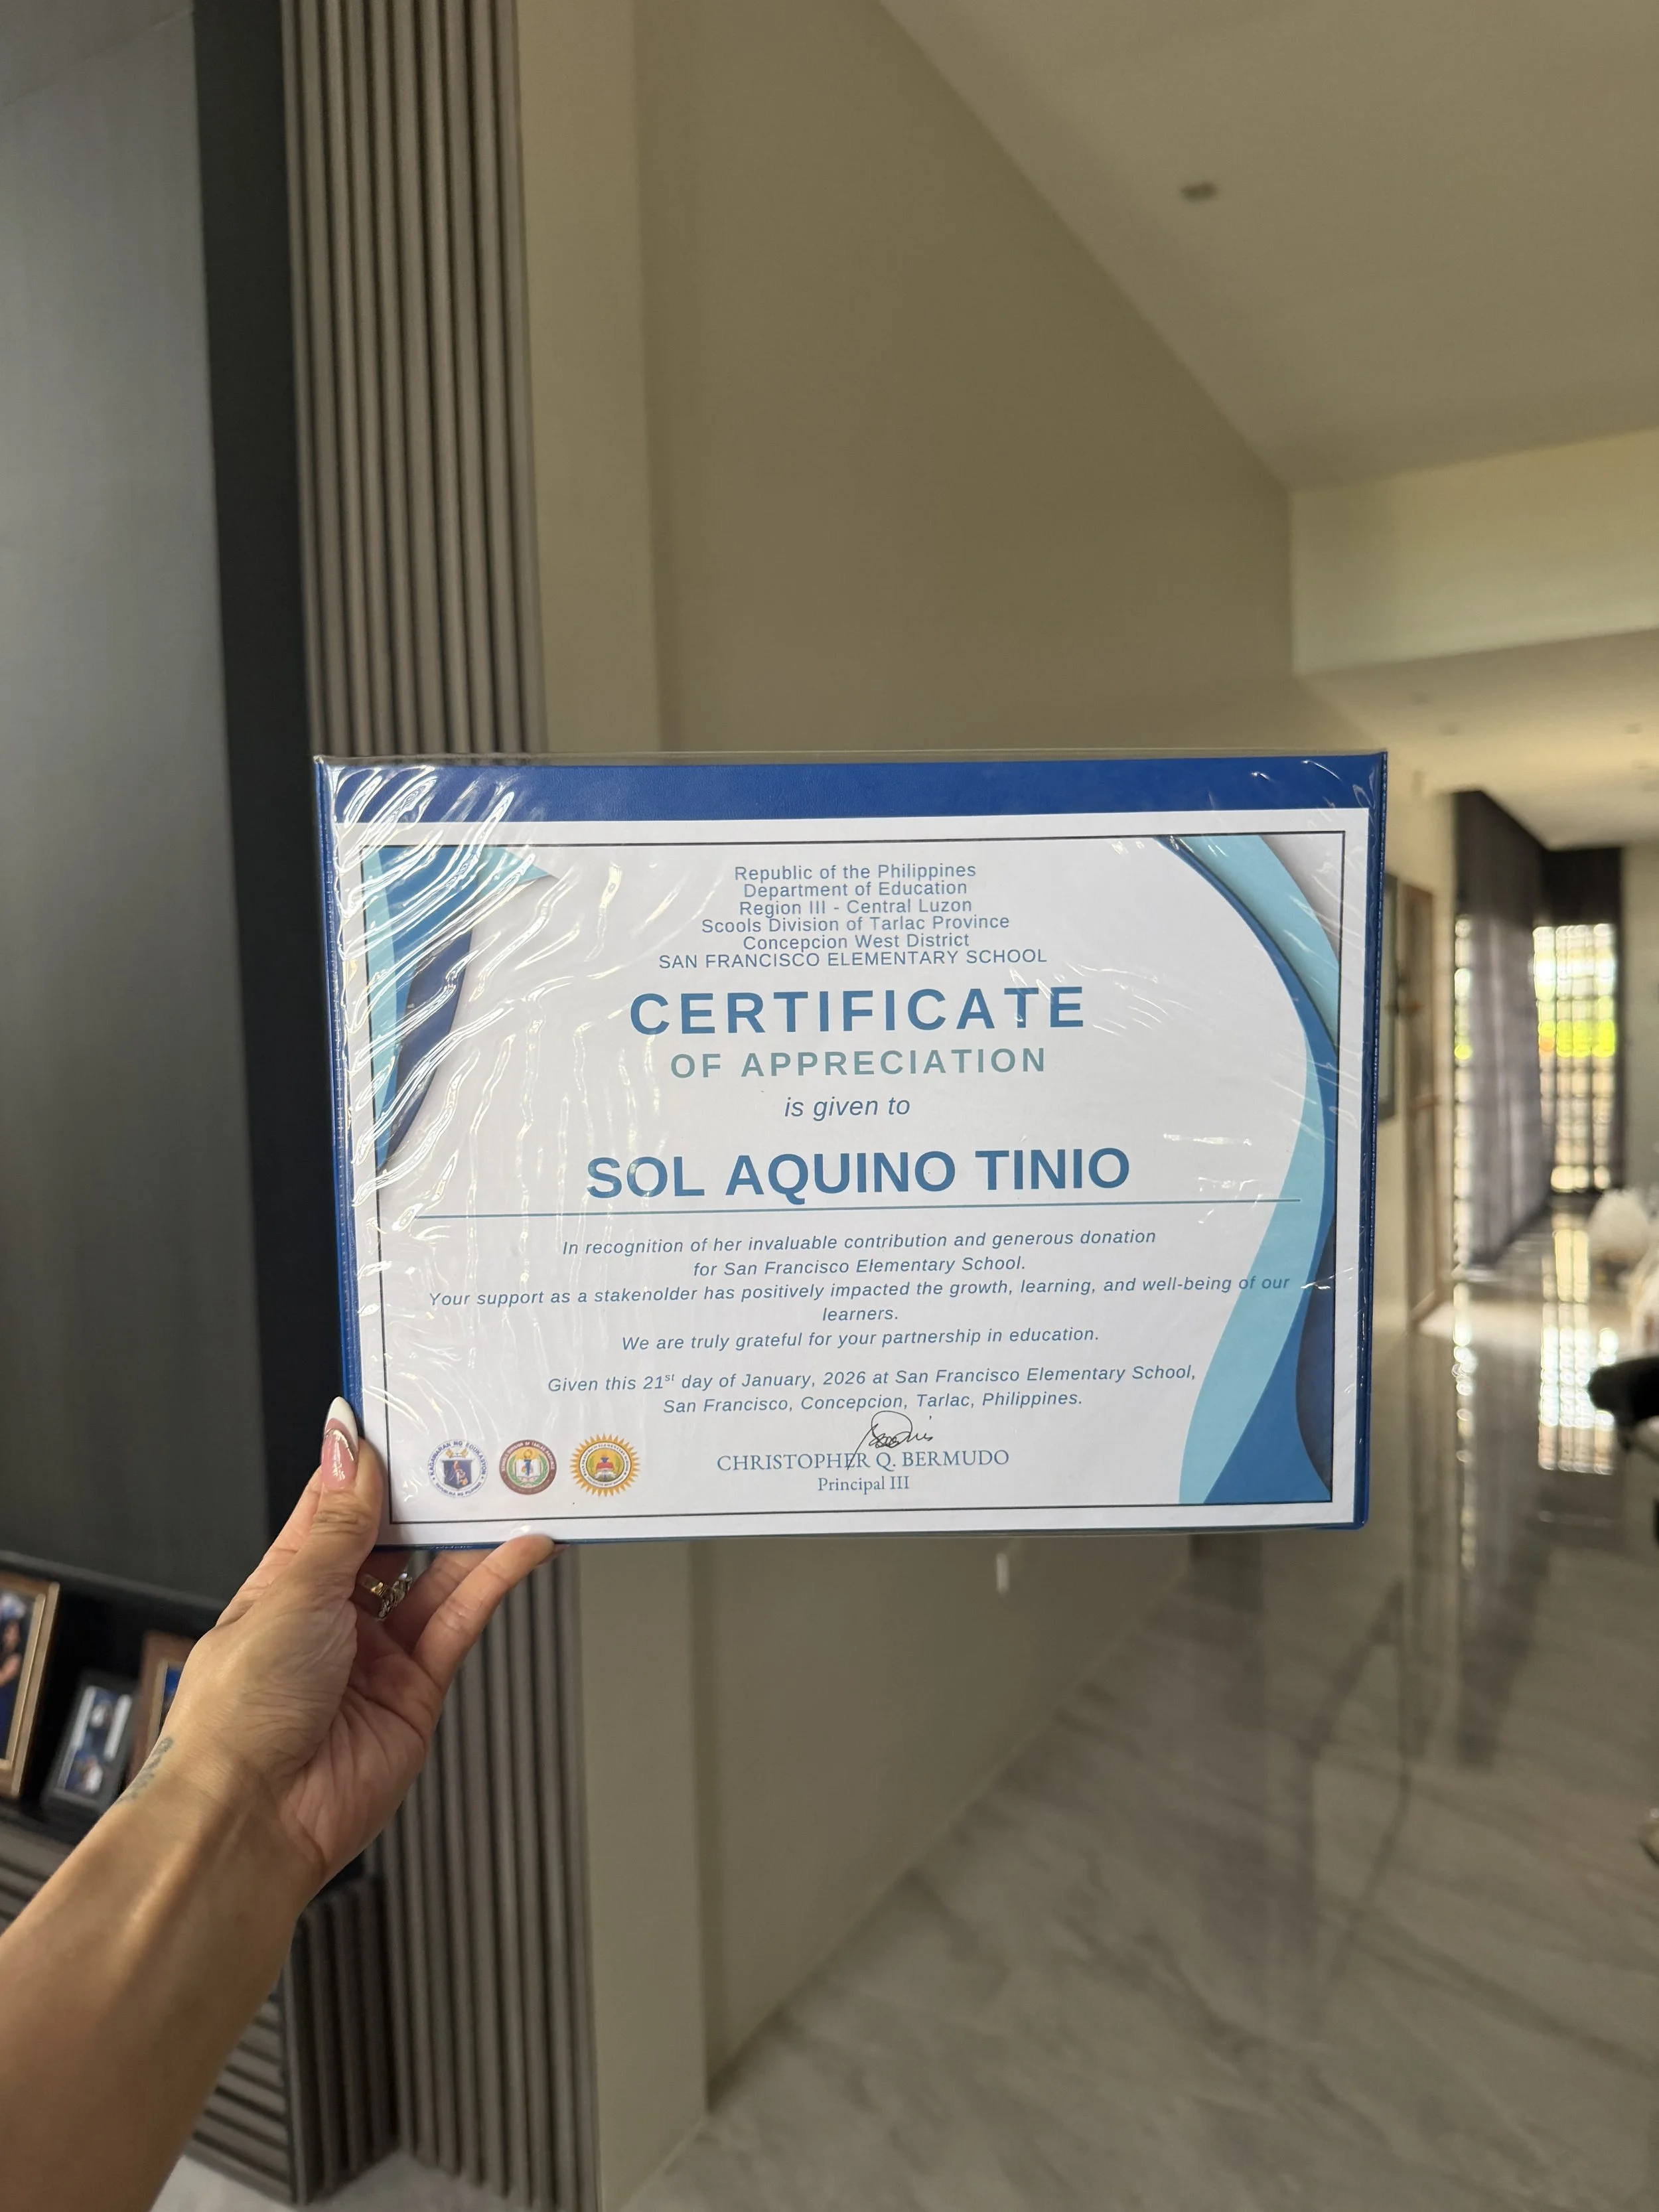 Republic of the Philippines
Department of Education
Region III - Central Luzon
Scools Division of Tarlac Province
Concepcion West District
SAN FRANCISCO ELEMENTARY SCHOOL
CERTIFICATE
OF APPRECIATION
is given to
SOL AQUINO TINIO
In recognition of her invaluable contribution and generous donation
for San Francisco Elementary School.
Your support as a stakenolder has positively impacted the growth, learning, and well-being of our
learners.
We are truly grateful for your partnership in education.
Given this 21st day of January, 2026 at San Francisco Elementary School,
San Francisco, Concepcion, Tarlac, Philippines.
CHRISTOPHER Q. BERMUDO
Principal III